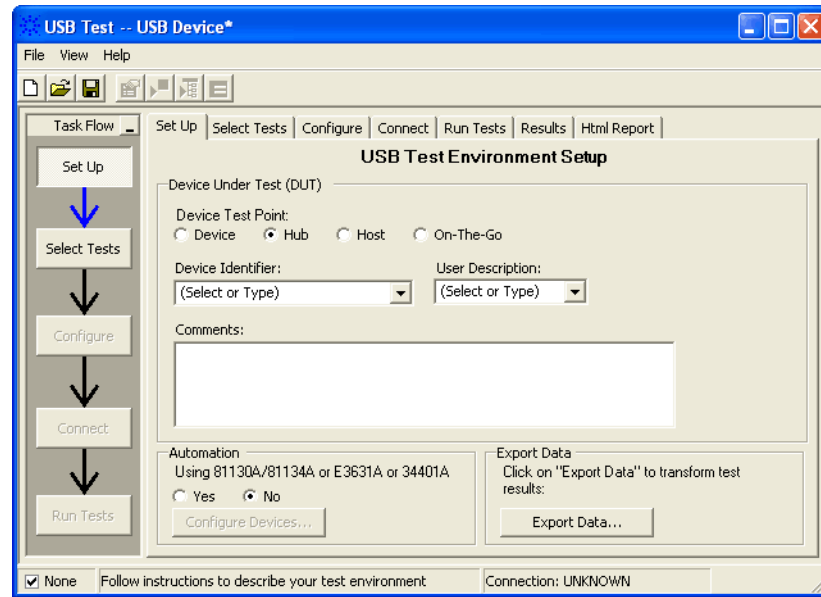 USB Test -- USB Device*
File View Help
Task Flow
Set Up
Select Tests
Configure
Connect
Run Tests
Set Up Select Tests Configure Connect Run Tests Results Html Report
USB Test Environment Setup
Device Under Test (DUT)
Device Test Point:
Device Hub Host On-The-Go
Device Identifier: User Description:
(Select or Type) (Select or Type)
Comments:
Automation
Using 81130A/81134A or E3631A or 34401A
Yes No
Configure Devices...
Export Data
Click on "Export Data" to transform test
results:
Export Data...
None Follow instructions to describe your test environment Connection: UNKNOWN